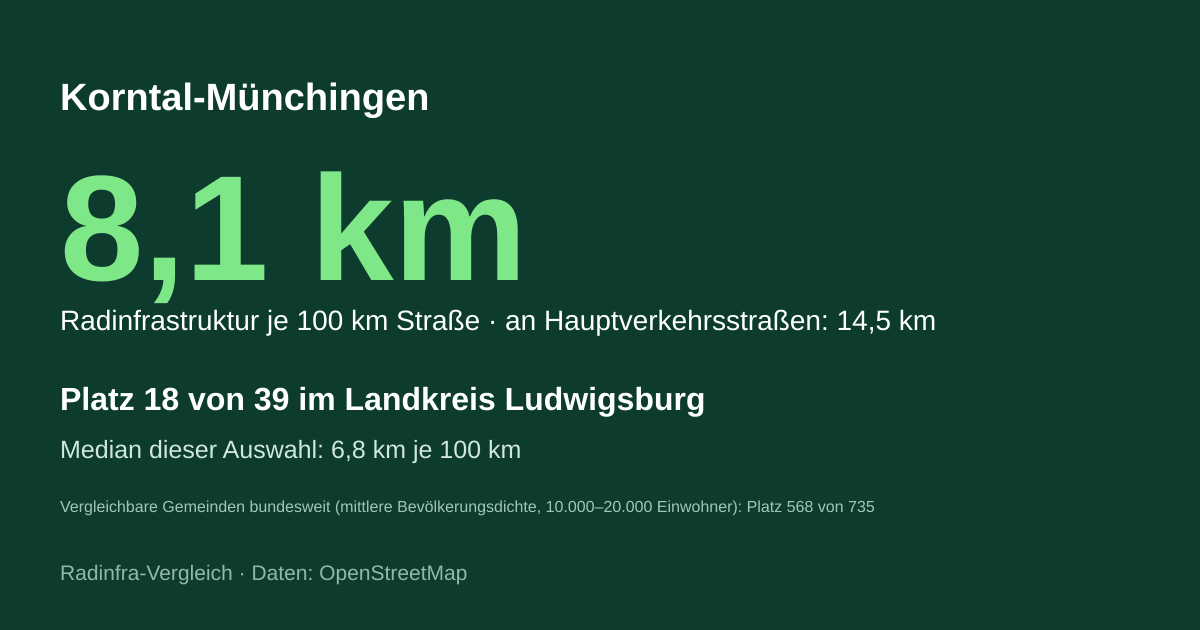 Korntal-Münchingen
8,1 km
Radinfrastruktur je 100 km Straße · an Hauptverkehrsstraßen: 14,5 km
Platz 18 von 39 im Landkreis Ludwigsburg
Median dieser Auswahl: 6,8 km je 100 km
Vergleichbare Gemeinden bundesweit (mittlere Bevölkerungsdichte, 10.000–20.000 Einwohner): Platz 568 von 735
Radinfra-Vergleich · Daten: OpenStreetMap